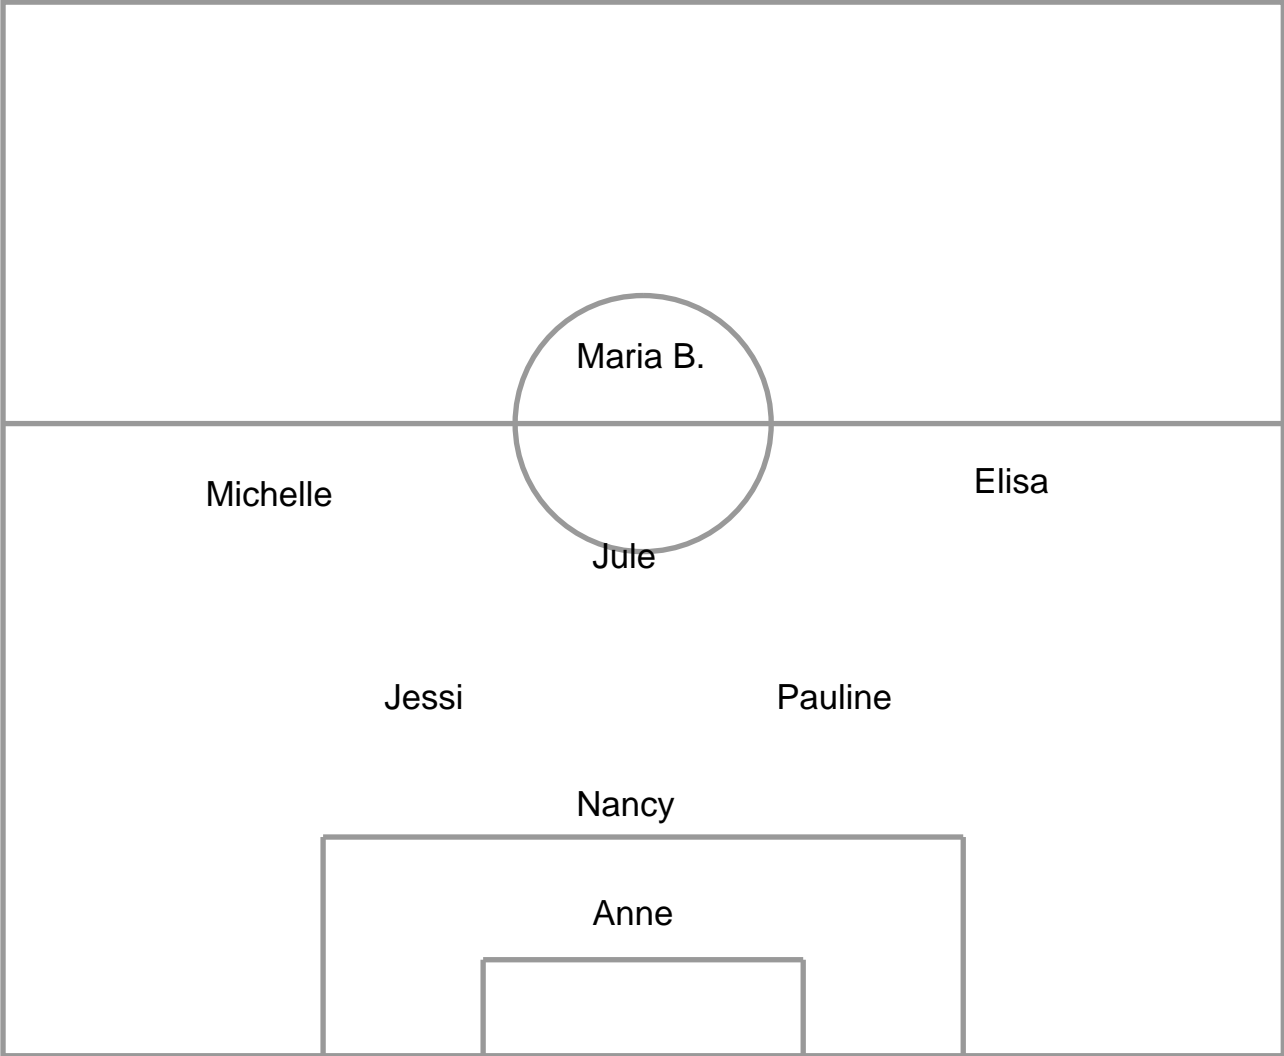 Maria B.
Michelle
Elisa
Jule
Jessi
Pauline
Nancy
Anne